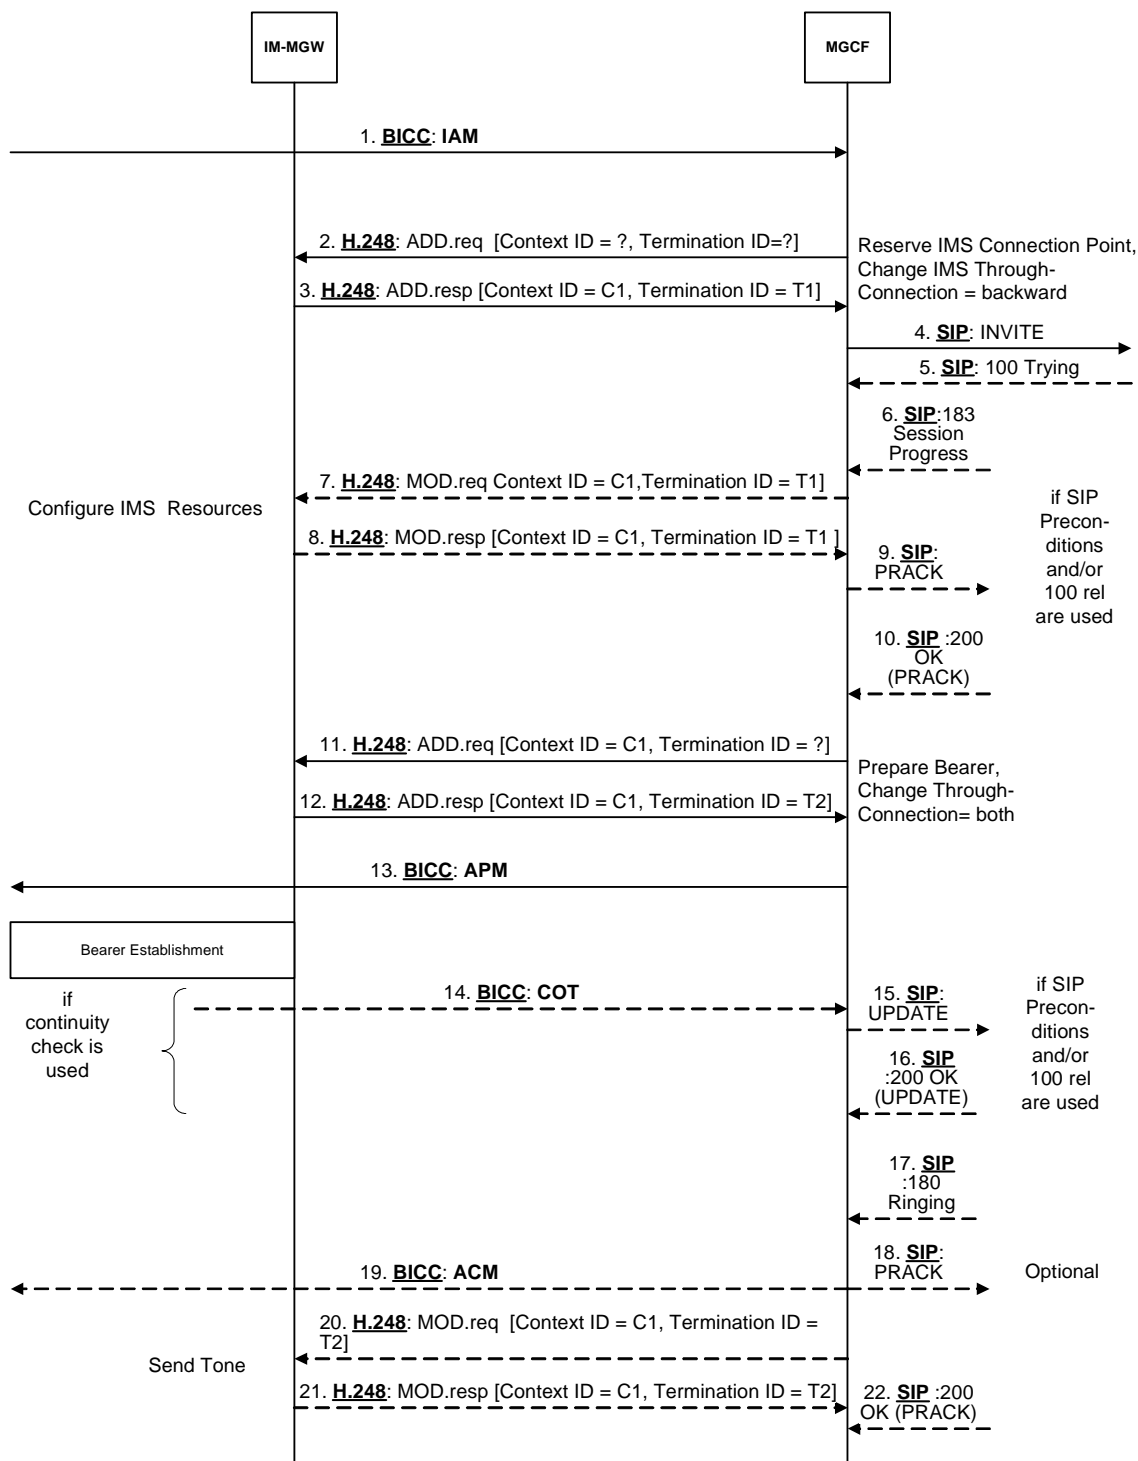 IM-MGW
MGCF
1. BICC: IAM
2. H.248: ADD.req  [Context ID = ?, Termination ID=?]
Reserve IMS Connection Point,
Change IMS Through-
Connection = backward
3. H.248: ADD.resp [Context ID = C1, Termination ID = T1]
4. SIP: INVITE
5. SIP: 100 Trying
6. SIP:183
Session
Progress
7. H.248: MOD.req Context ID = C1,Termination ID = T1]
Configure IMS  Resources
8. H.248: MOD.resp [Context ID = C1, Termination ID = T1 ]
if SIP
Precon-
ditions
and/or
100 rel
are used
9. SIP:
PRACK
10. SIP :200
OK
(PRACK)
11. H.248: ADD.req [Context ID = C1, Termination ID = ?]
Prepare Bearer,
Change Through-
Connection= both
12. H.248: ADD.resp [Context ID = C1, Termination ID = T2]
13. BICC: APM
Bearer Establishment
if
continuity
check is
used
14. BICC: COT
15. SIP:
UPDATE
if SIP
Precon-
ditions
and/or
100 rel
are used
16. SIP
:200 OK
(UPDATE)
17. SIP
:180
Ringing
18. SIP:
PRACK
Optional
19. BICC: ACM
20. H.248: MOD.req  [Context ID = C1, Termination ID =
T2]
Send Tone
21. H.248: MOD.resp [Context ID = C1, Termination ID = T2]
22. SIP :200
OK (PRACK)